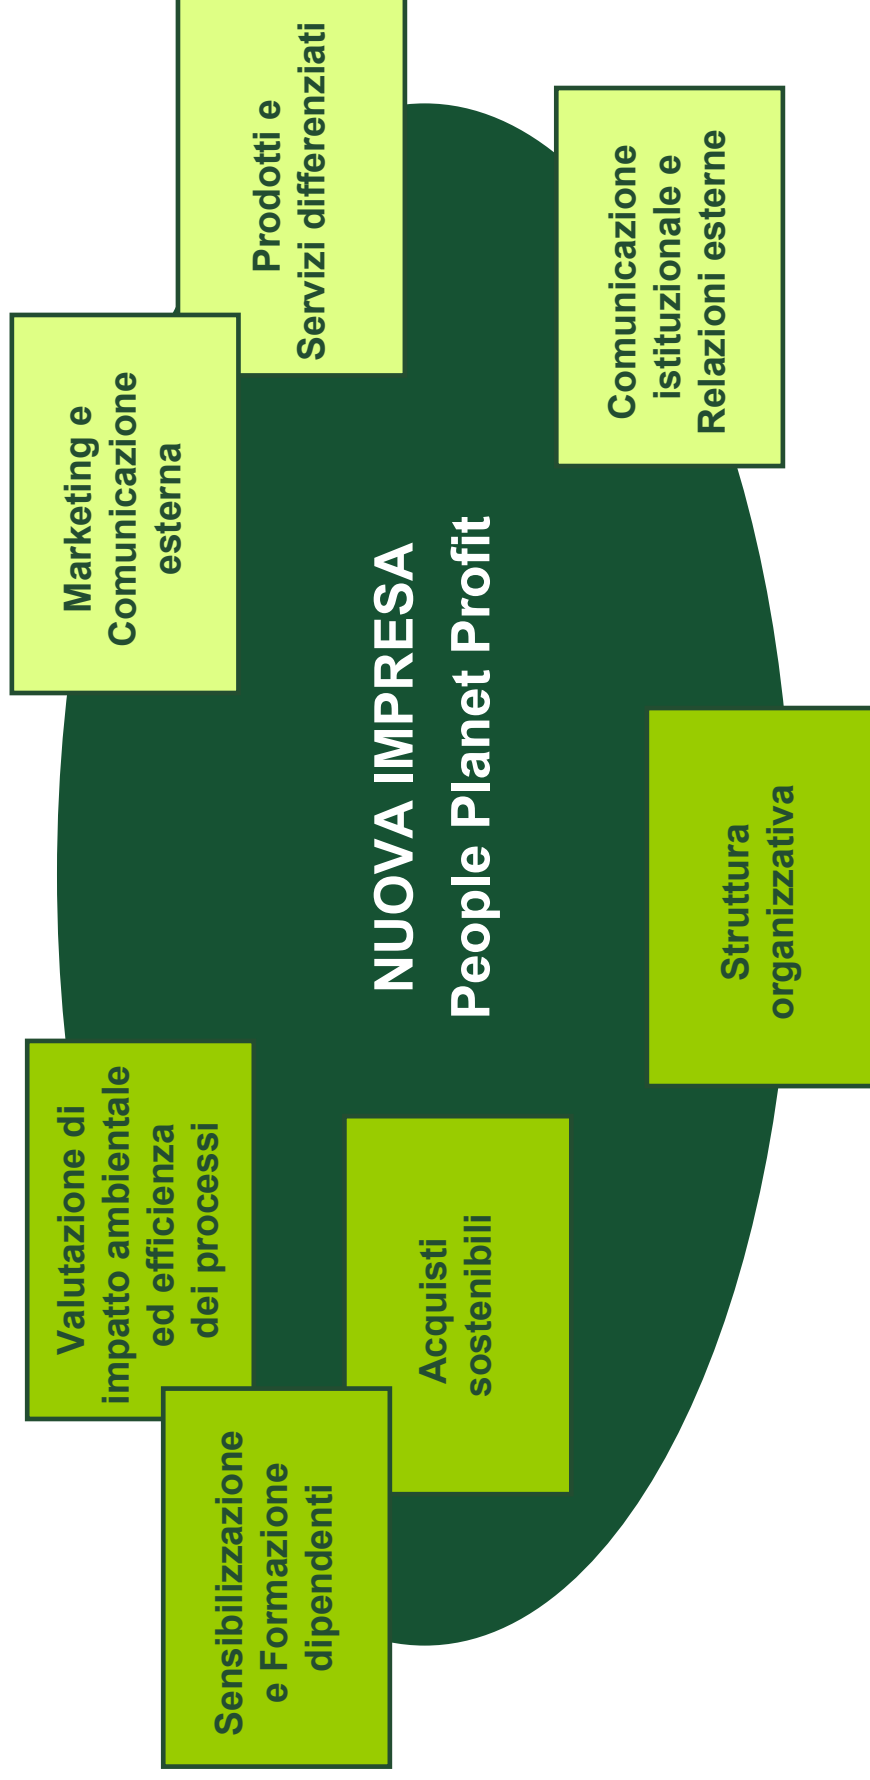 Valutazione di
impatto ambientale
ed efficienza
dei processi
Marketing e
Comunicazione
esterna
Sensibilizzazione
e Formazione
dipendenti
Prodotti e
Servizi differenziati
NUOVA IMPRESA
People Planet Profit
Acquisti
sostenibili
Struttura
organizzativa
Comunicazione
istituzionale e
Relazioni esterne